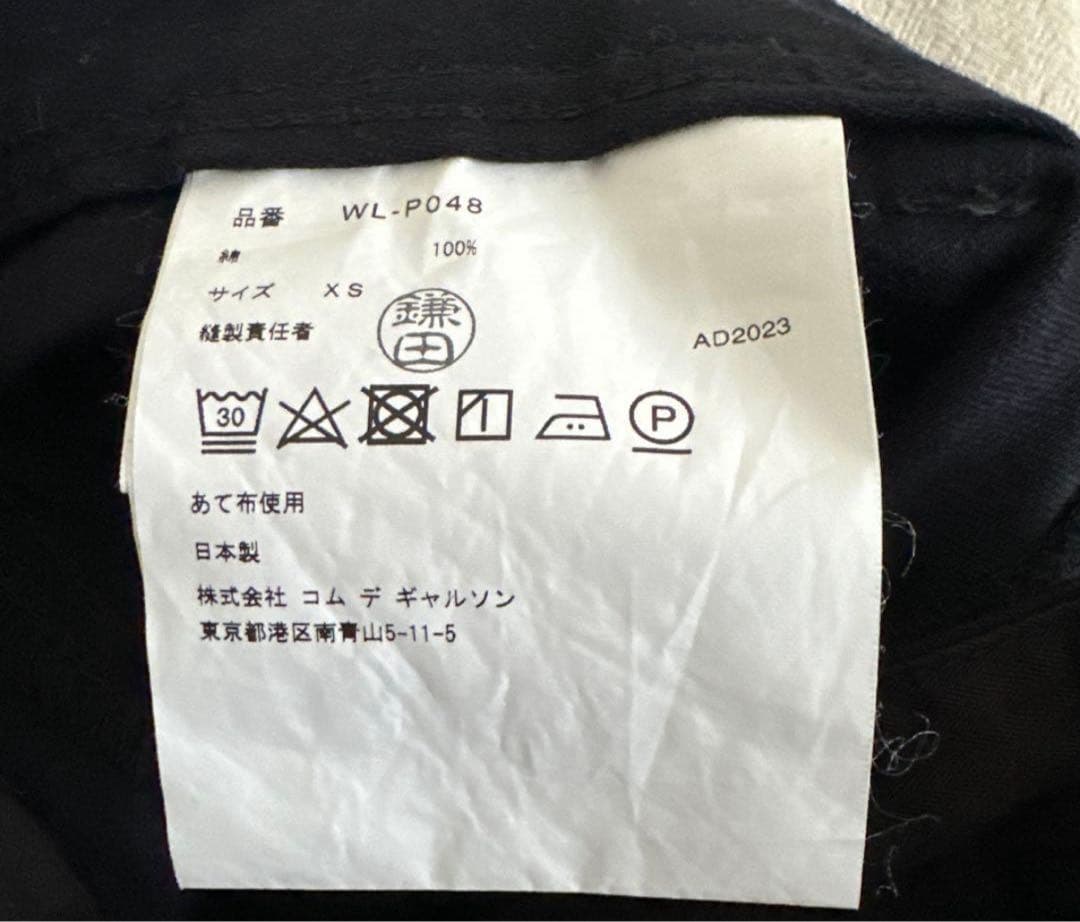 品番 WL-P048
綿 100%
サイズ XS
縫製責任者 鎌田
AD2023
30 P
あて布使用
日本製
株式会社 コム デ ギャルソン
東京都港区南青山5-11-5